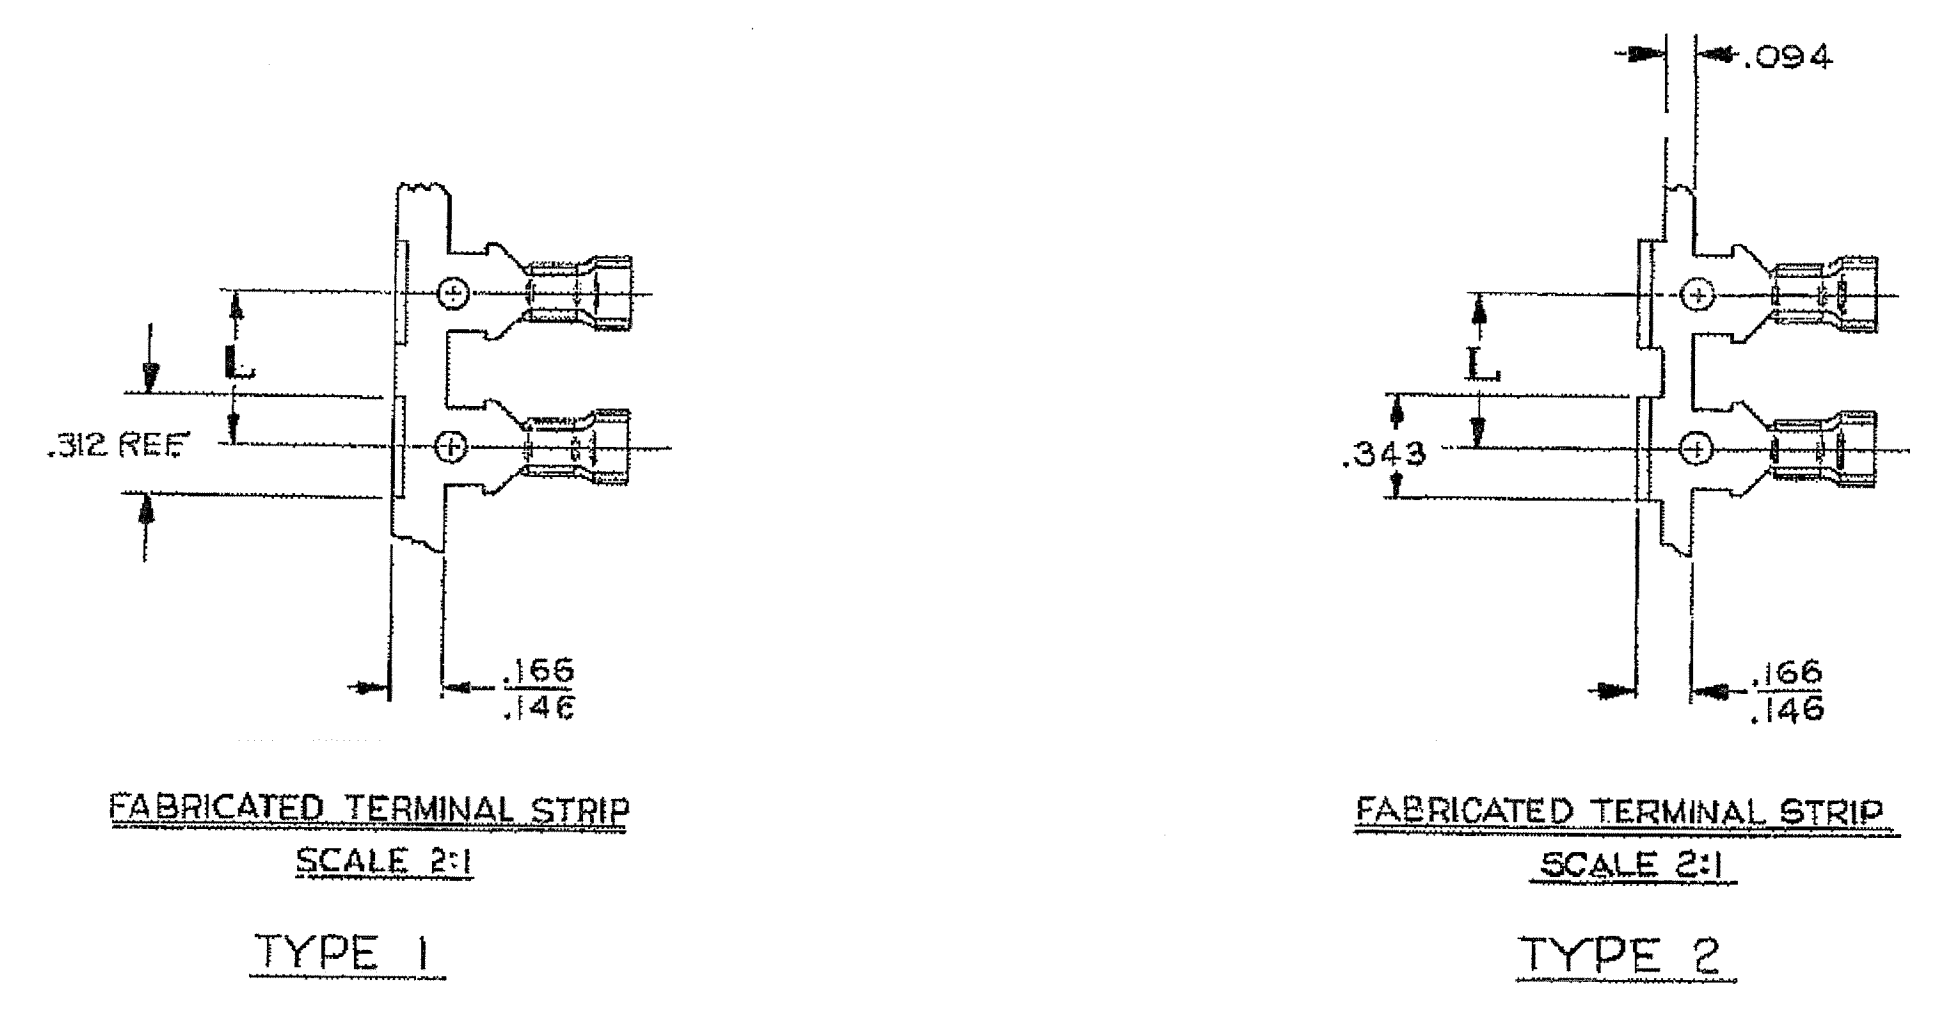 .094
L
.312 REF.
.166
.146
FABRICATED TERMINAL STRIP
SCALE 2:1
TYPE 1
L
.343
.166
.146
FABRICATED TERMINAL STRIP
SCALE 2:1
TYPE 2